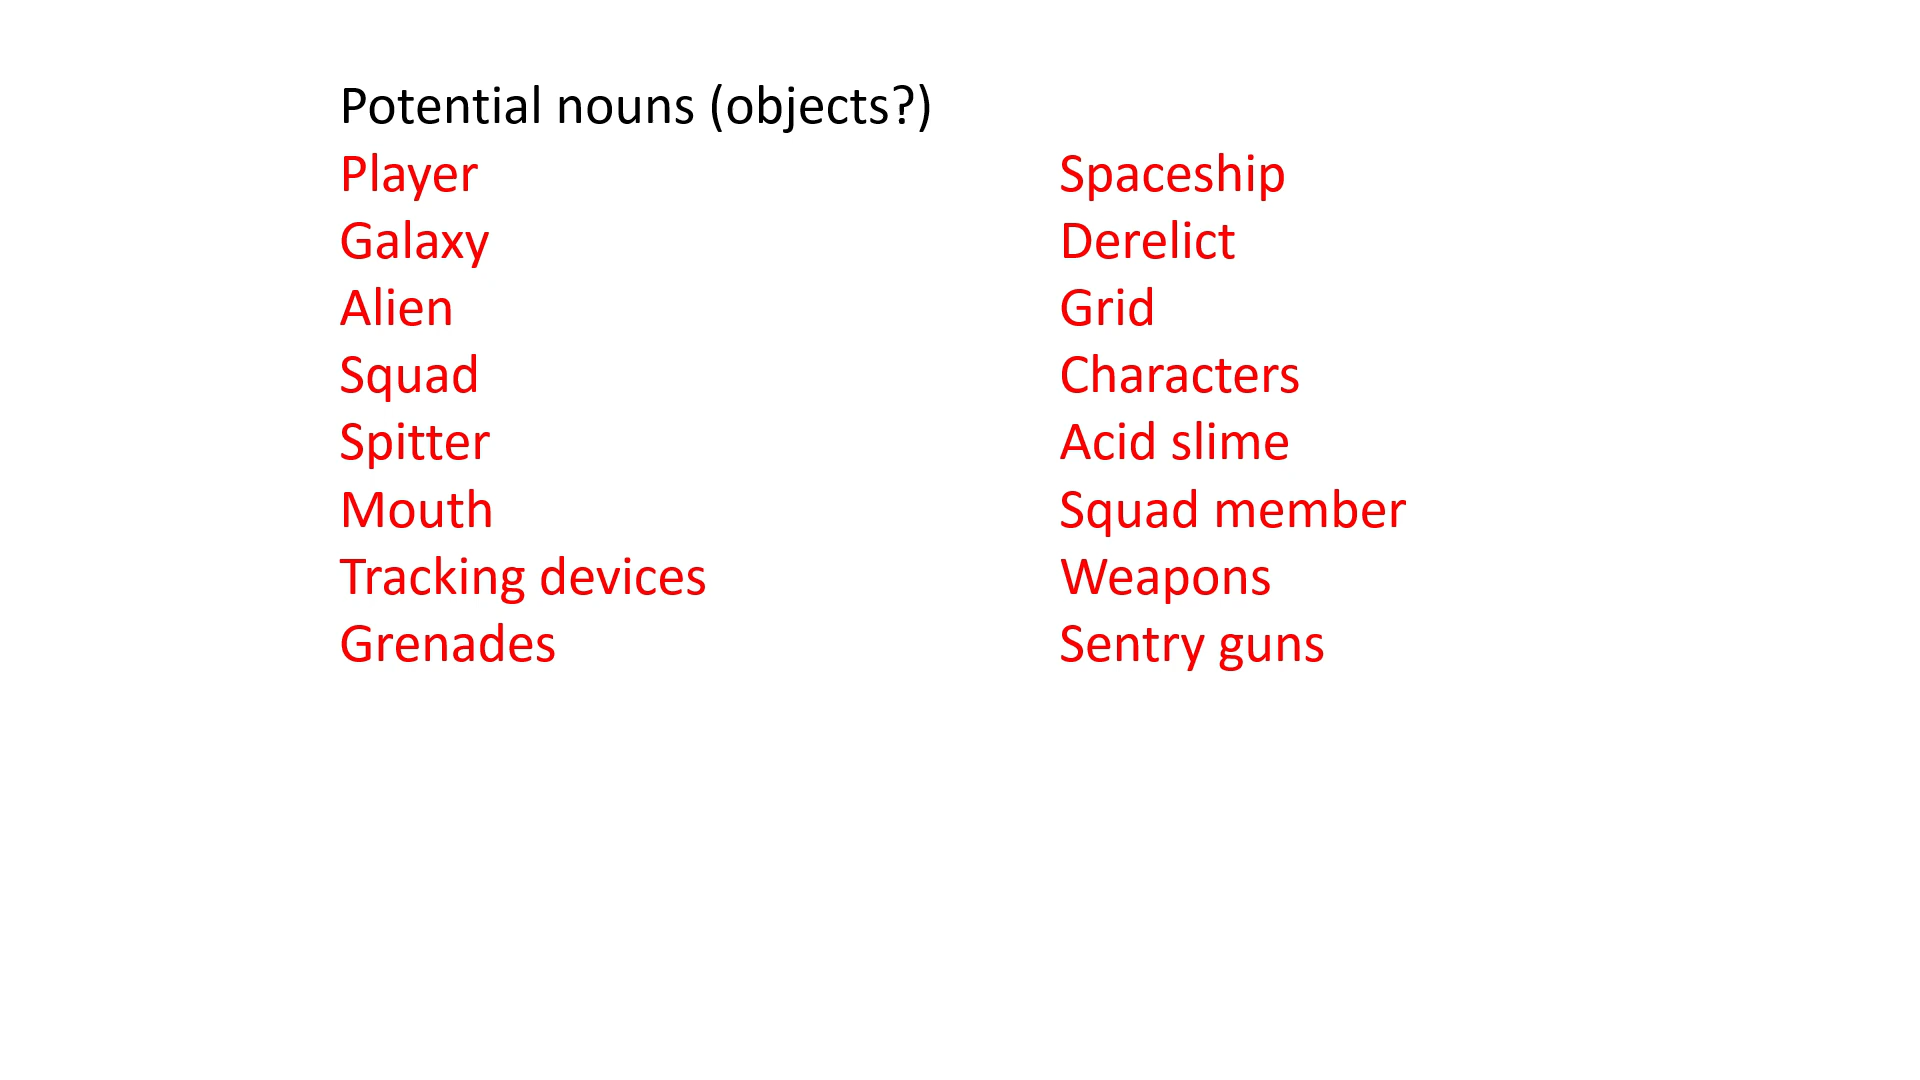 Potential nouns (objects?)
Player
Galaxy
Alien
Squad
Spitter
Mouth
Tracking devices
Grenades
Spaceship
Derelict
Grid
Characters
Acid slime
Squad member
Weapons
Sentry guns